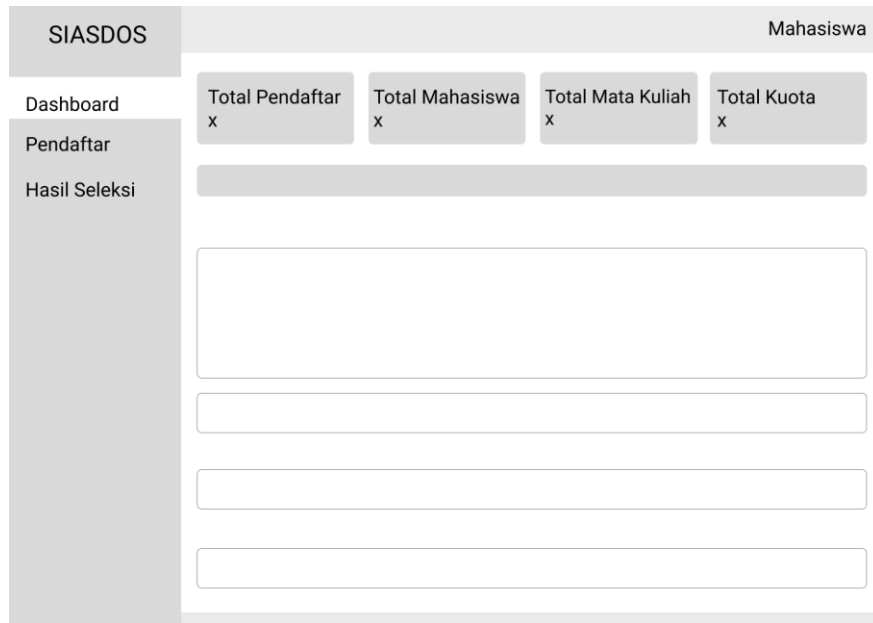 SIASDOS
Mahasiswa
Dashboard
Pendaftar
Hasil Seleksi
Total Pendaftar
x
Total Mahasiswa
x
Total Mata Kuliah
x
Total Kuota
x